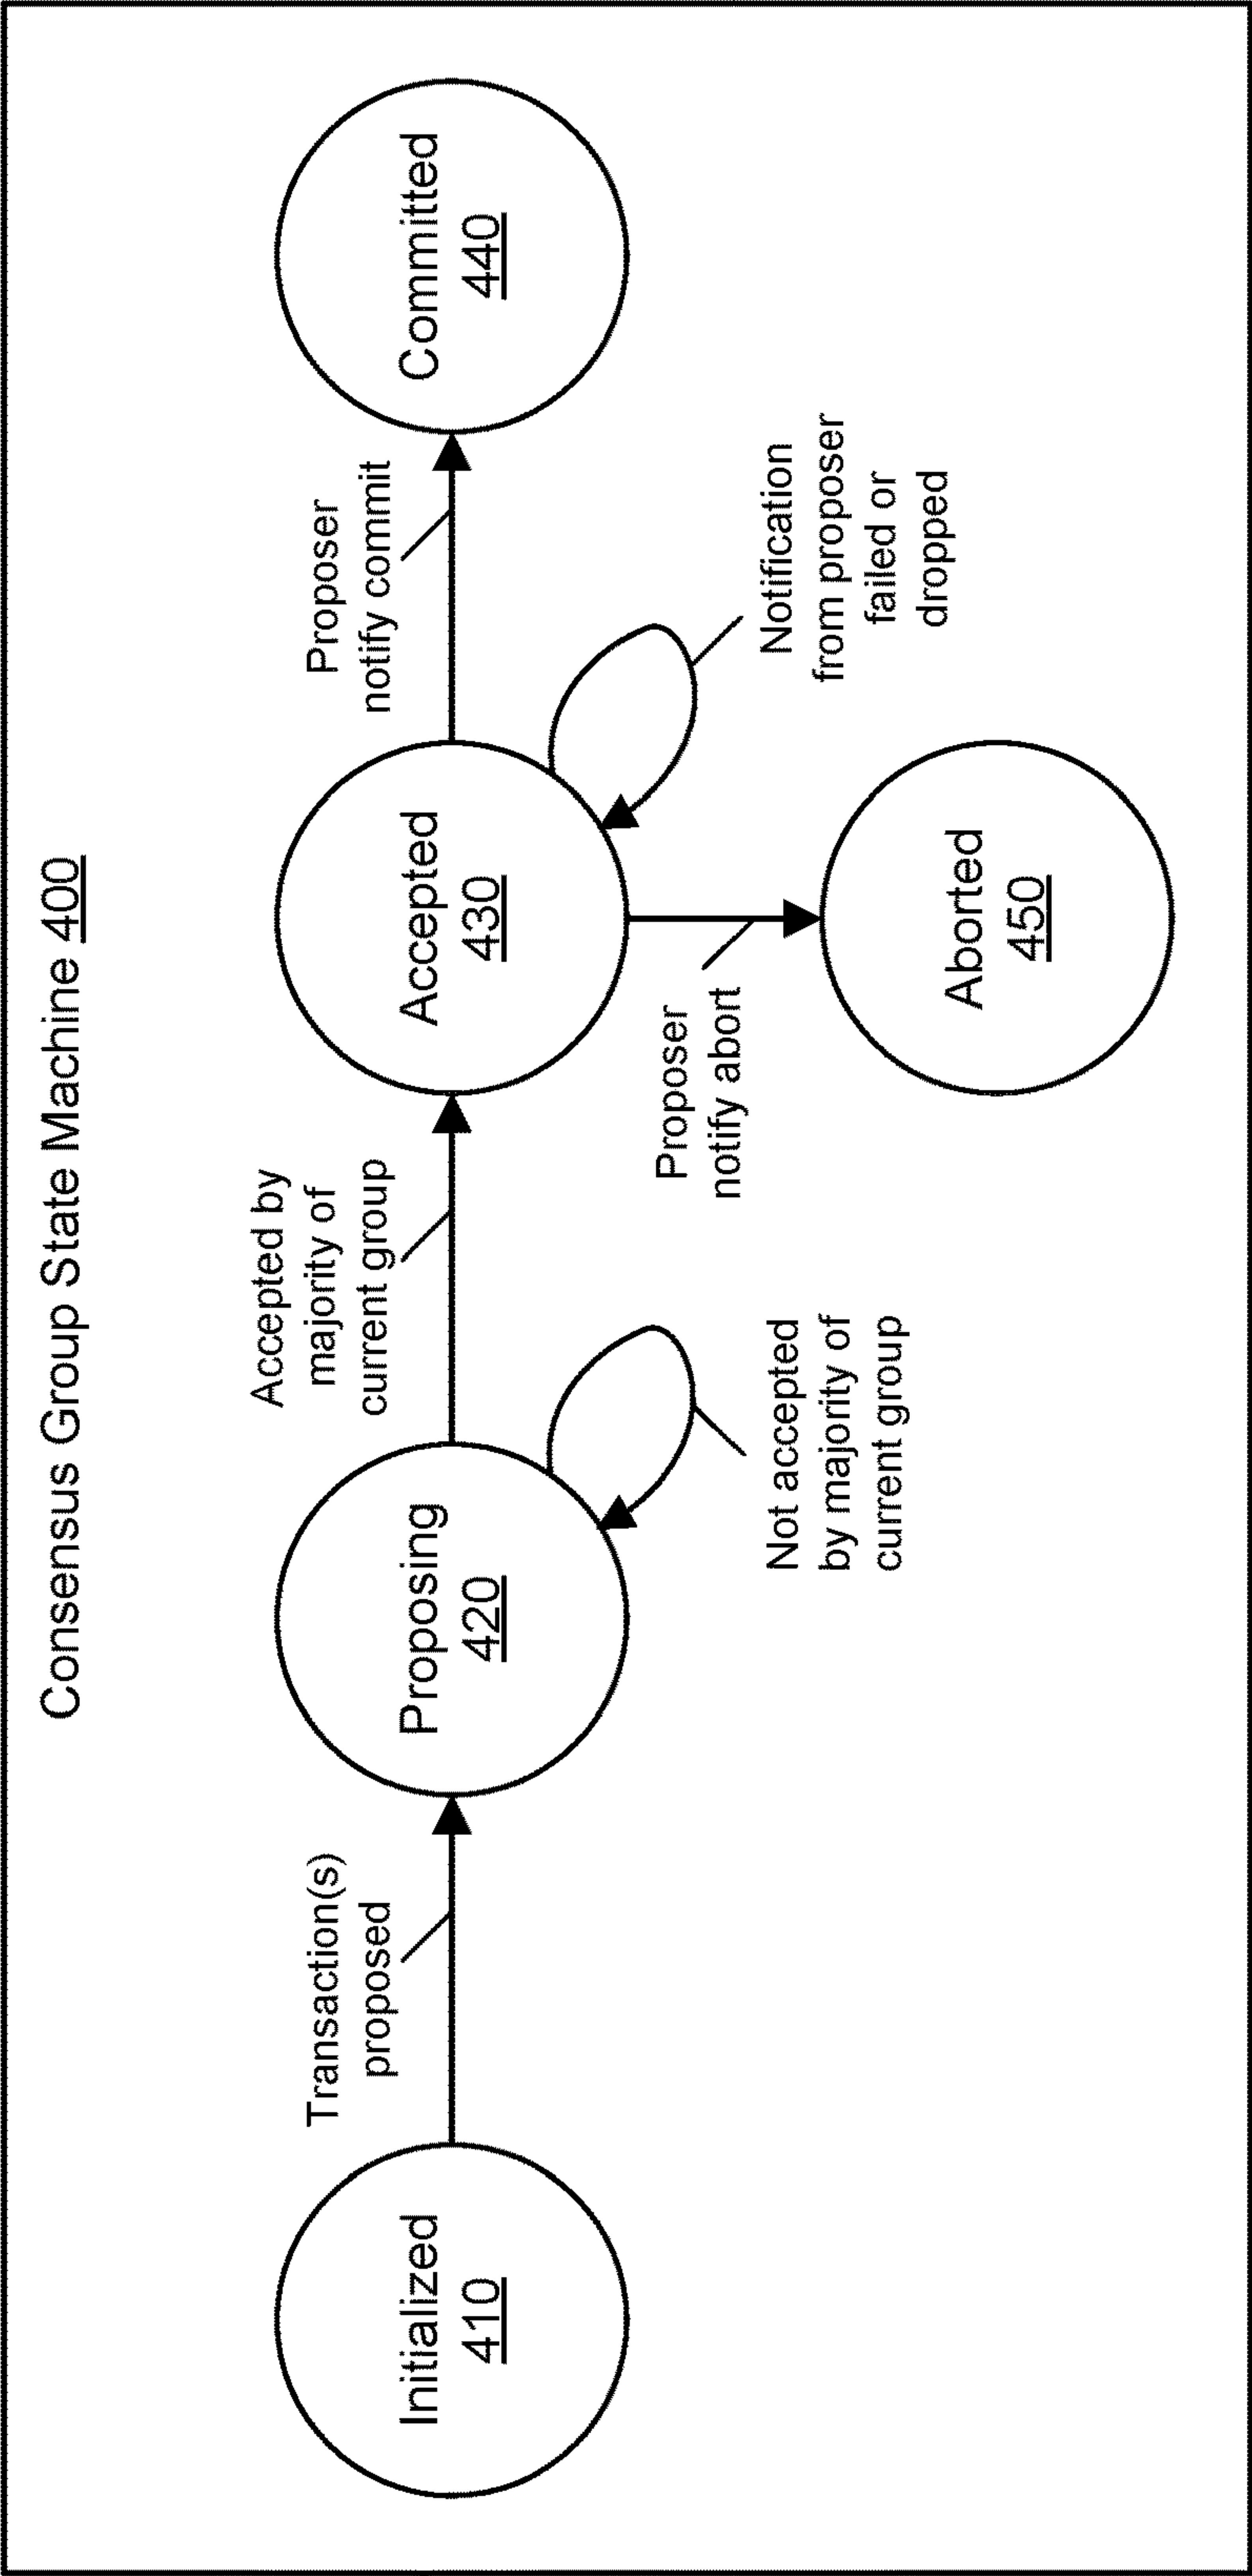 Consensus Group State Machine 400
Transaction(s)
proposed
Accepted by
majority of
current group
Proposer
notify commit
Initialized
410
Proposing
420
Accepted
430
Committed
440
Not accepted
by majority of
current group
Proposer
notify abort
Notification
from proposer
failed or
dropped
Aborted
450